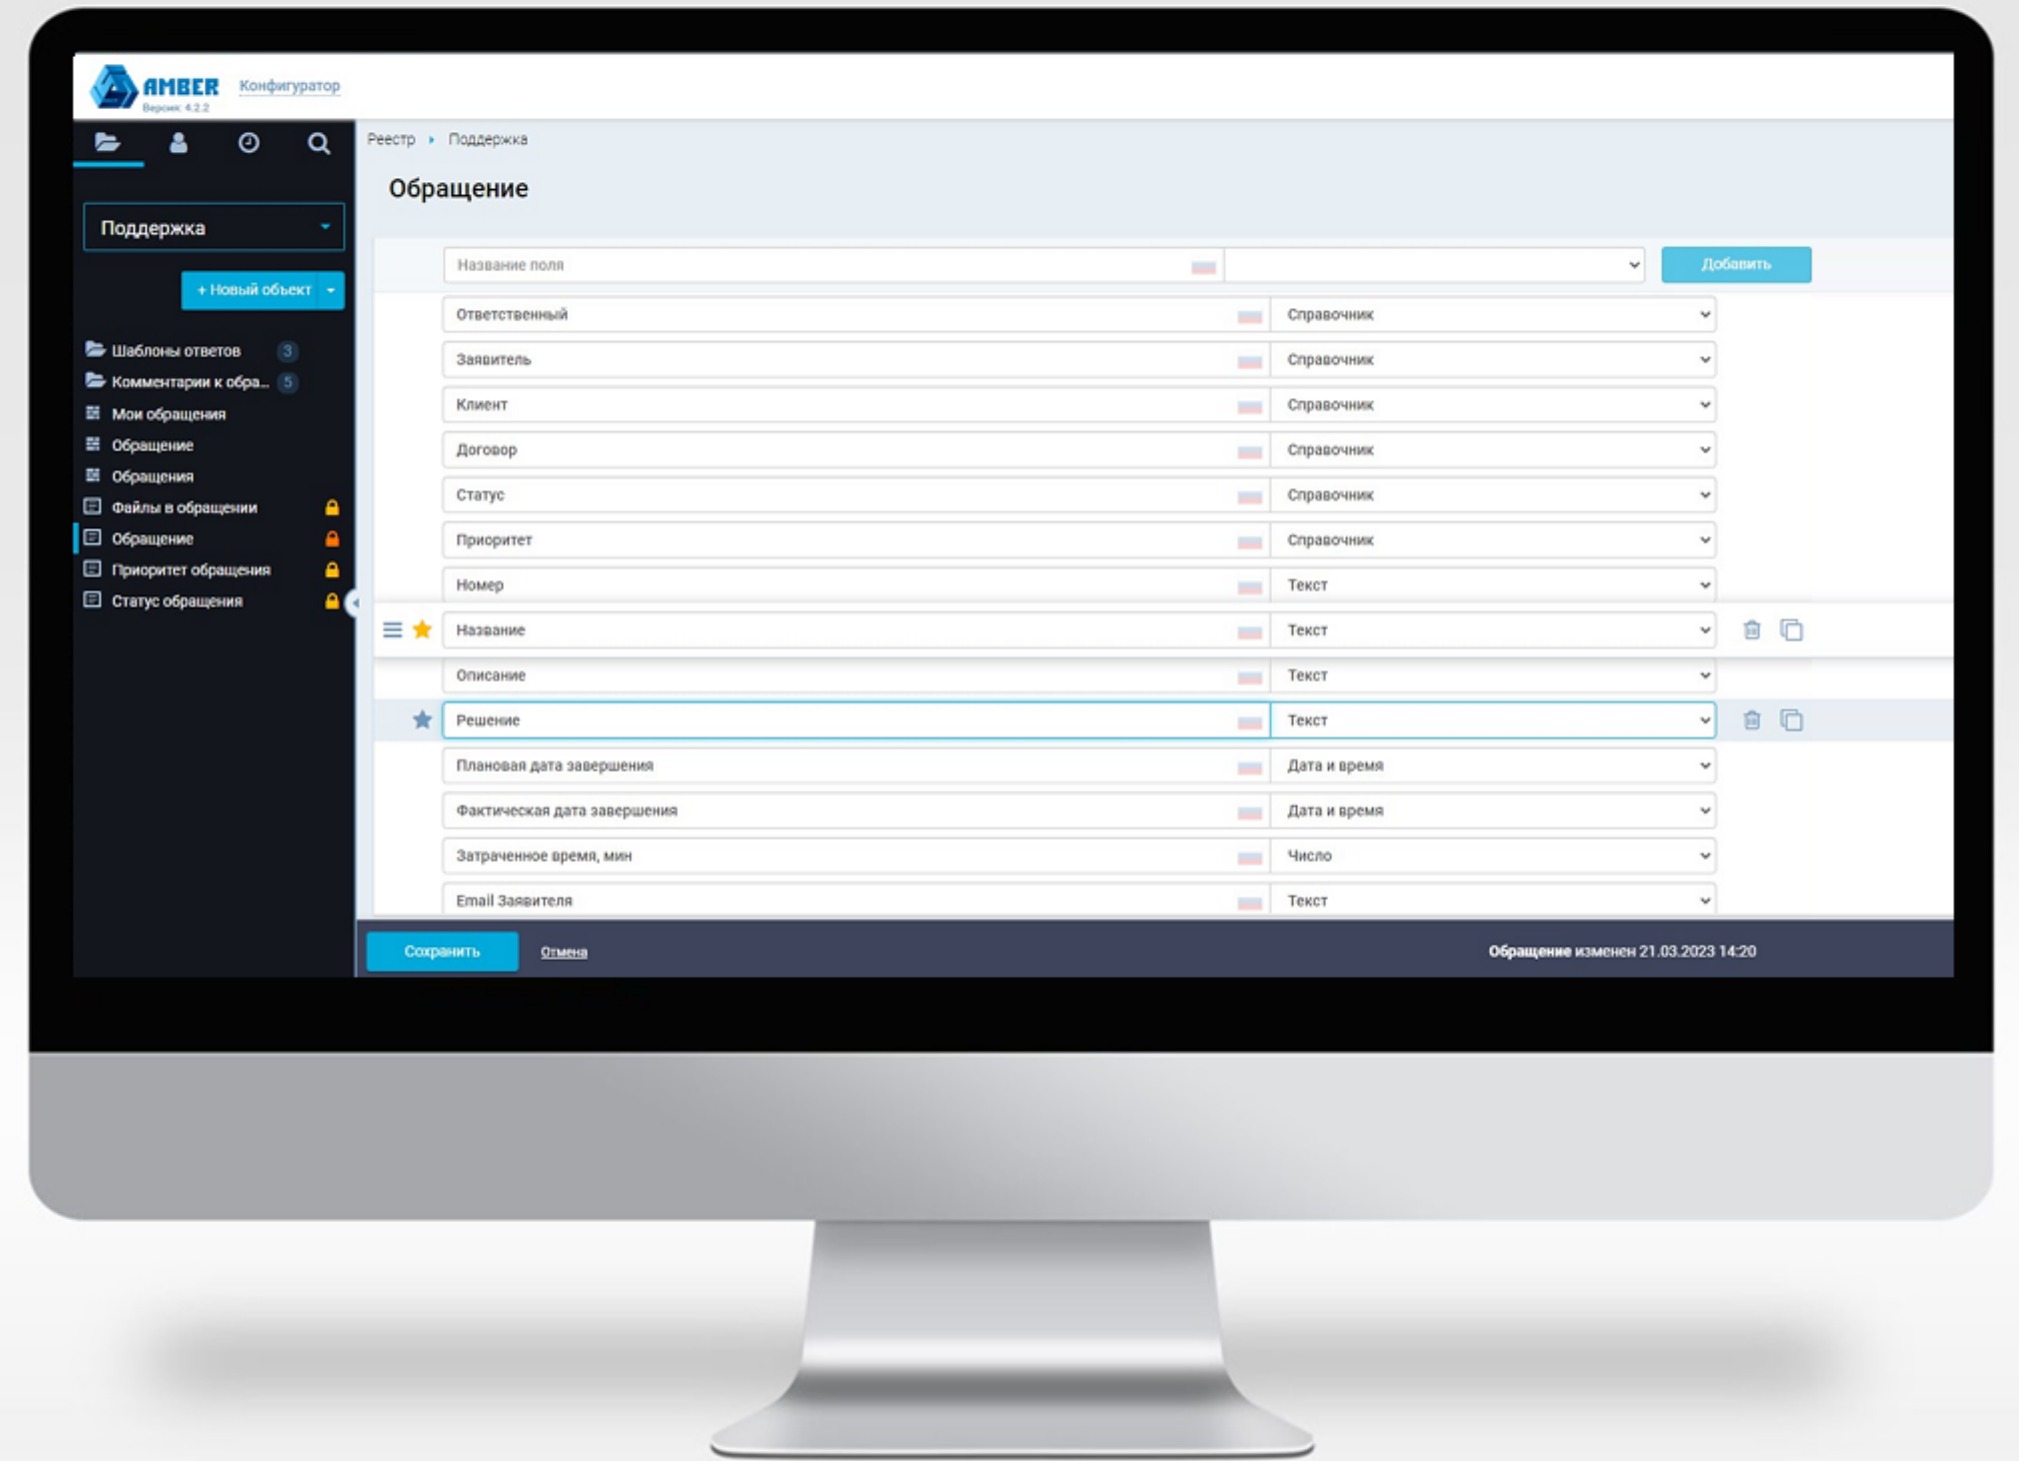 AMBER
Версия: 4.2.2
Конфигуратор
Реестр
Поддержка
Обращение
Поддержка
+ Новый объект
Шаблоны ответов 3
Комментарии к обра... 5
Мои обращения
Обращение
Обращения
Файлы в обращении
Обращение
Приоритет обращения
Статус обращения
Название поля
Добавить
Ответственный Справочник
Заявитель Справочник
Клиент Справочник
Договор Справочник
Статус Справочник
Приоритет Справочник
Номер Текст
Название Текст
Описание Текст
Решение Текст
Плановая дата завершения Дата и время
Фактическая дата завершения Дата и время
Затраченное время, мин Число
Email Заявителя Текст
Сохранить
Отмена
Обращение изменен 21.03.2023 14:20